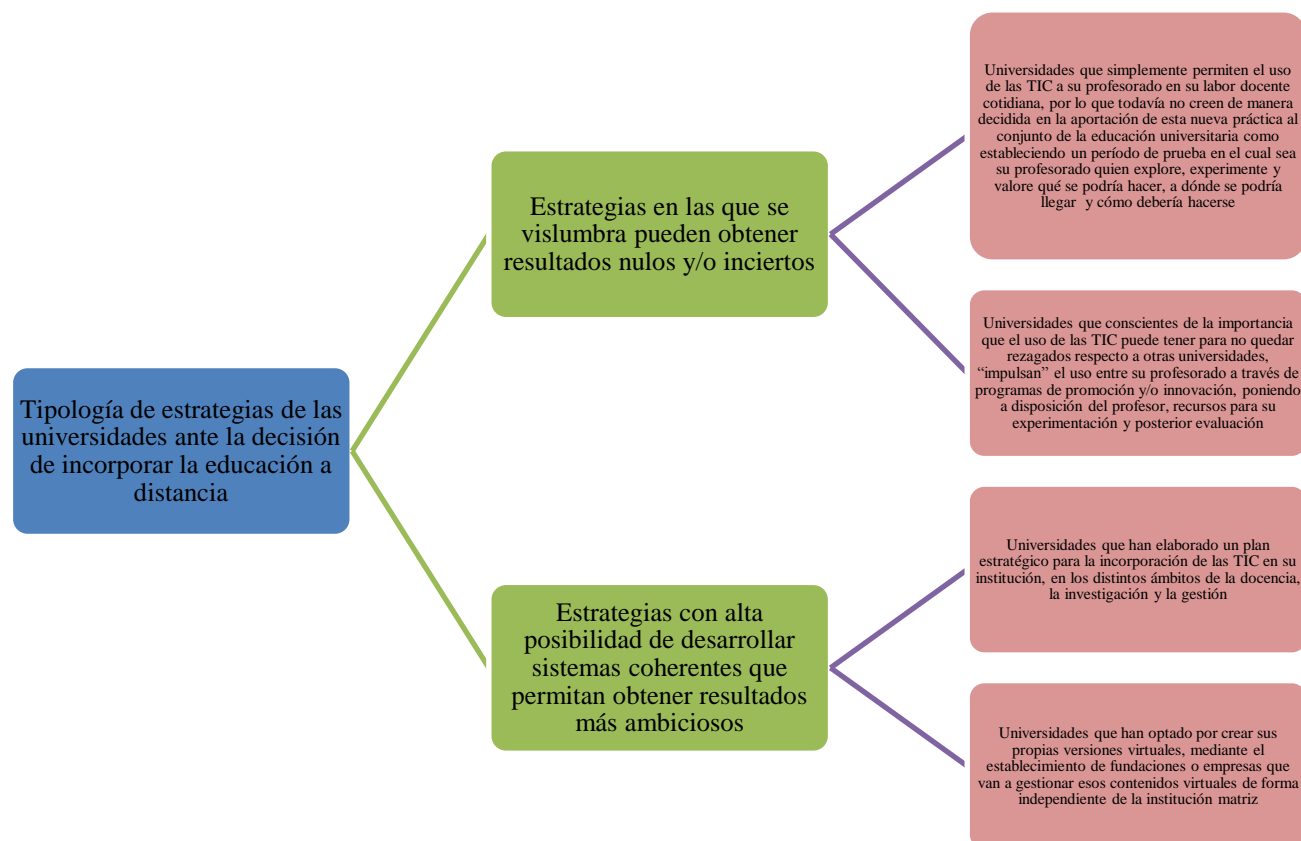 Tipología de estrategias de las
universidades ante la decisión
de incorporar la educación a
distancia
Estrategias en las que se
vislumbra pueden obtener
resultados nulos y/o inciertos
Universidades que simplemente permiten el uso
de las TIC a su profesorado en su labor docente
cotidiana, por lo que todavía no creen de manera
decidida en la aportación de esta nueva práctica al
conjunto de la educación universitaria como
estableciendo un período de prueba en el cual sea
su profesorado quien explore, experimente y
valore qué se podría hacer, a dónde se podría
llegar y cómo debería hacerse
Universidades que conscientes de la importancia
que el uso de las TIC puede tener para no quedar
rezagados respecto a otras universidades,
“impulsan” el uso entre su profesorado a través de
programas de promoción y/o innovación, poniendo
a disposición del profesor, recursos para su
experimentación y posterior evaluación
Estrategias con alta
posibilidad de desarrollar
sistemas coherentes que
permitan obtener resultados
más ambiciosos
Universidades que han elaborado un plan
estratégico para la incorporación de las TIC en su
institución, en los distintos ámbitos de la docencia,
la investigación y la gestión
Universidades que han optado por crear sus
propias versiones virtuales, mediante el
establecimiento de fundaciones o empresas que
van a gestionar esos contenidos virtuales de forma
independiente de la institución matriz